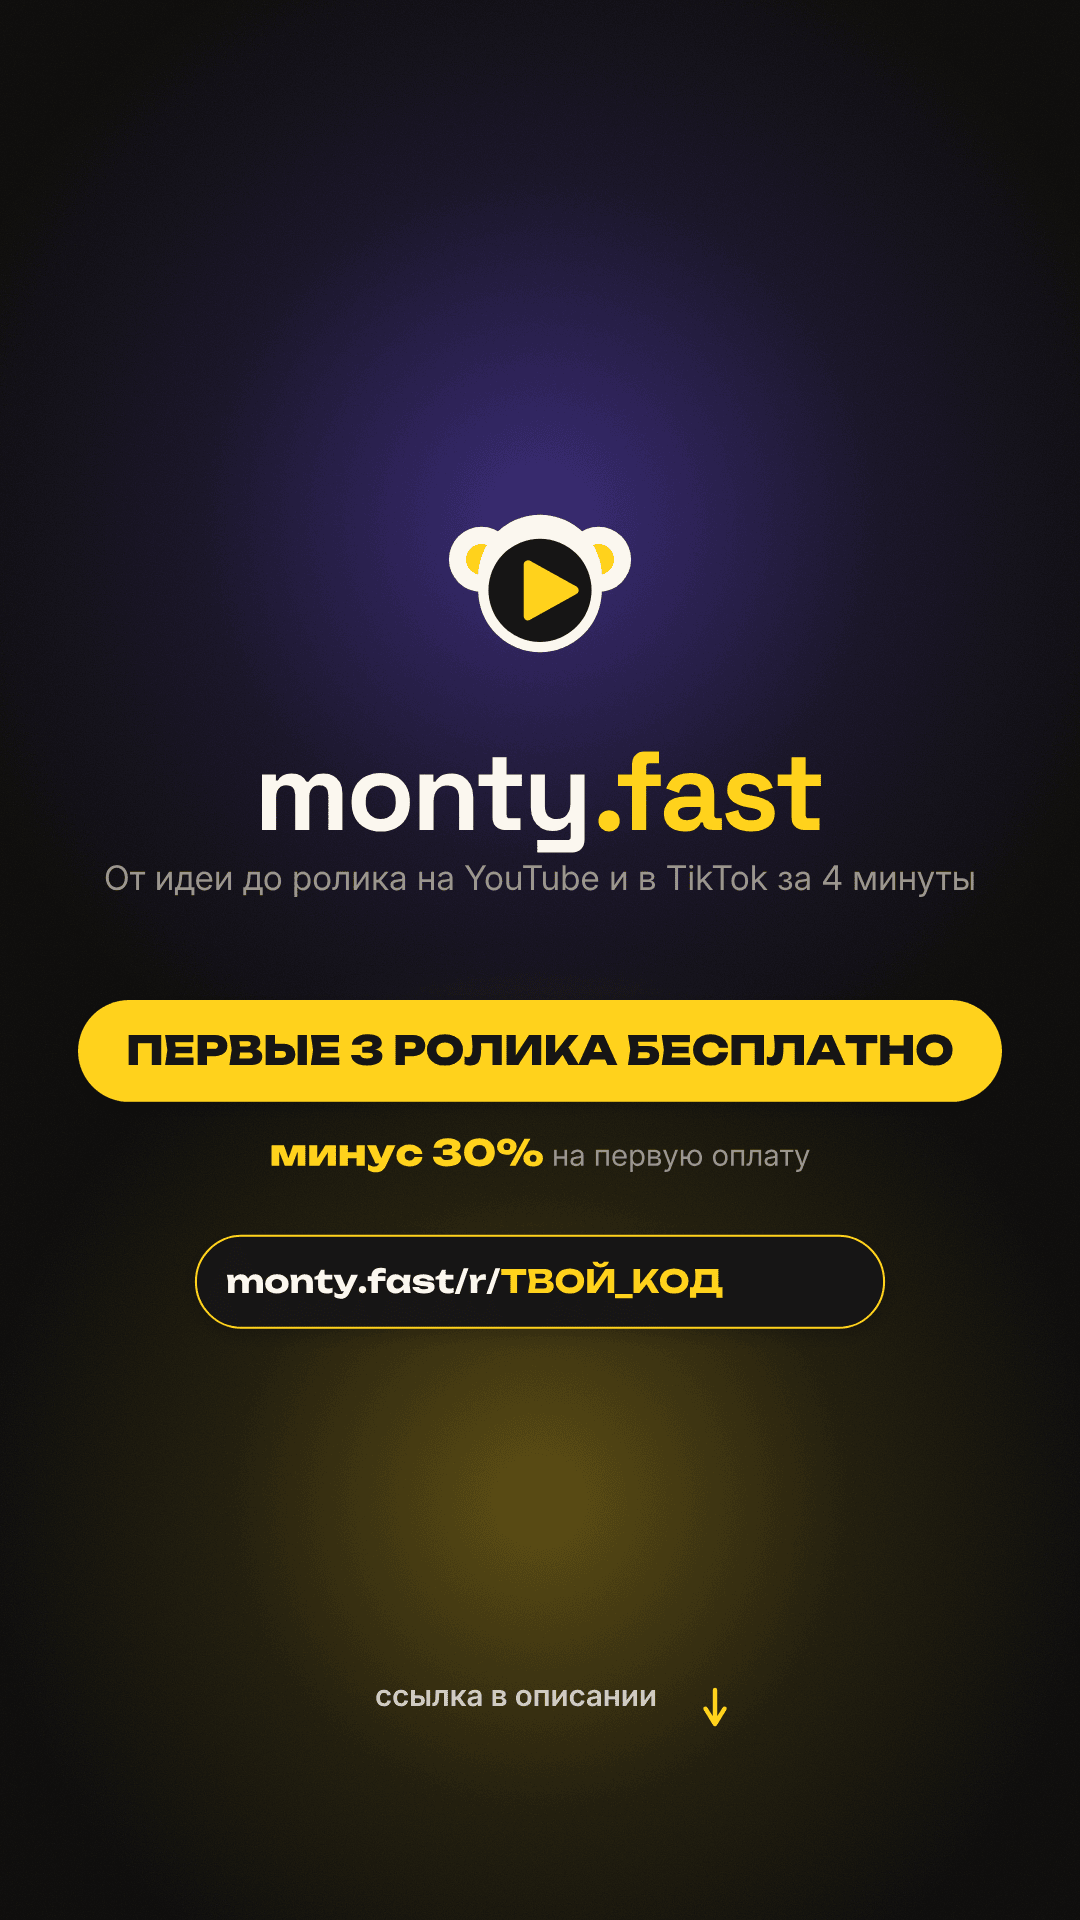 monty.fast
От идеи до ролика на YouTube и в TikTok за 4 минуты
ПЕРВЫЕ 3 РОЛИКА БЕСПЛАТНО
минус 30% на первую оплату
monty.fast/r/ТВОЙ_КОД
ссылка в описании